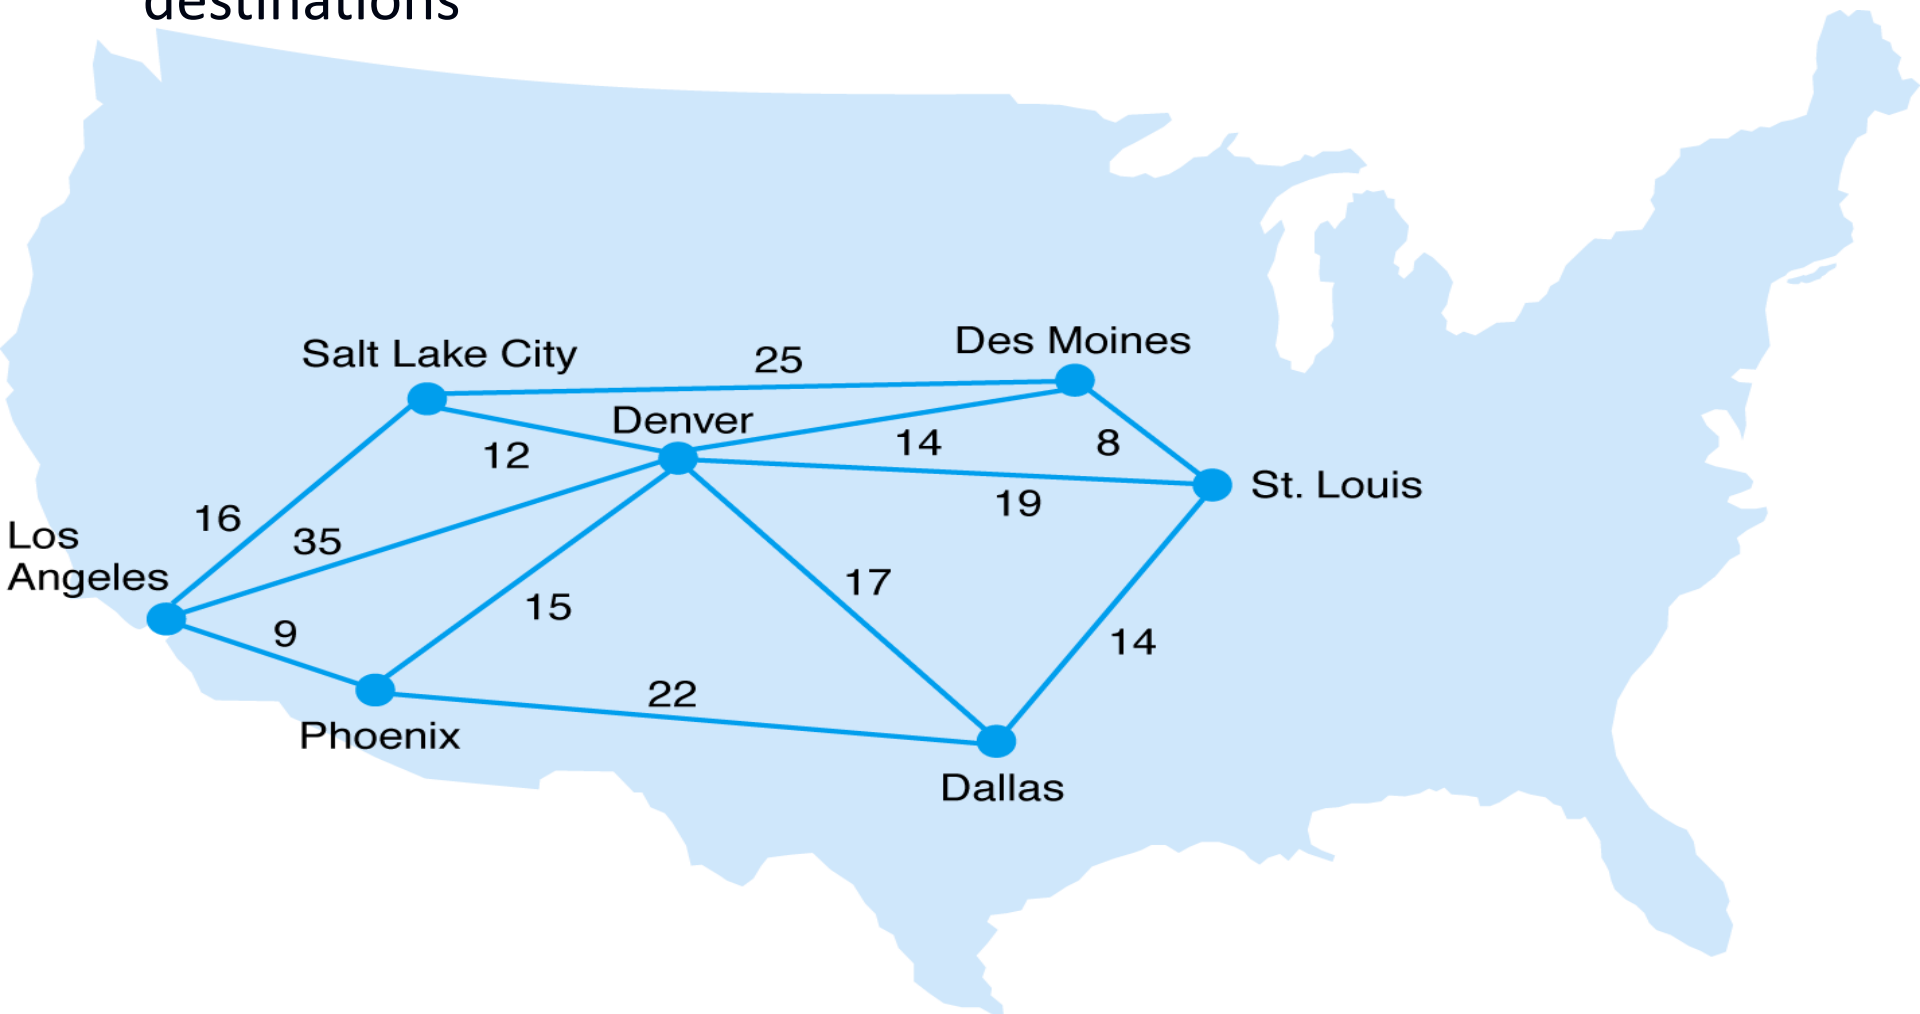 destinations
Salt Lake City
25
Des Moines
Denver
12
14
8
St. Louis
19
16
35
Los
Angeles
17
15
9
14
22
Phoenix
Dallas